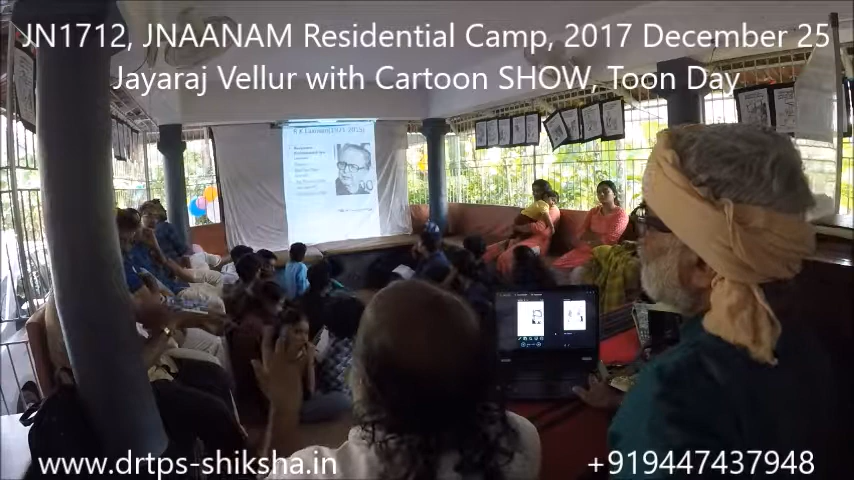 JN1712, JNAANAM Residential Camp, 2017 December 25
Jayaraj Vellur with Cartoon SHOW, Toon Day
www.drtps-shiksha.in
+919447437948